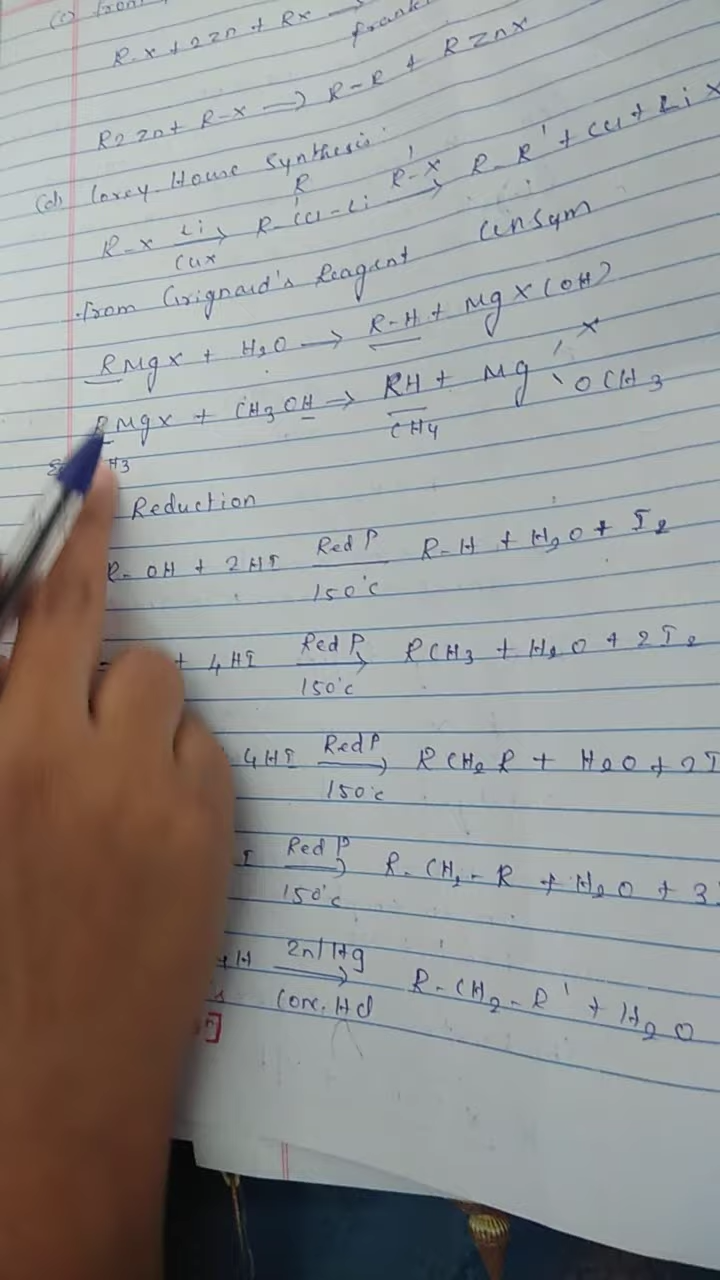 (c) from
R-x + 2Zn + Rx
R2Zn + R-x → R-R + RZnx
(d) Corey-House Synthesis:
R-x Li/Cux → R-Cu-Li (R) R'-x → R-R' + Cu + Lix
from Grignard's Reagent
RMgx + H2O → R-H + Mgx(OH)
RMgx + CH3OH → RH + Mg x OCH3
CH4
H3
Reduction
R-OH + 2HI Red P 150°C R-H + H2O + I2
+ 4HI Red P 150°C → RCH3 + H2O + 2I2
4HI Red P 150°C → RCH2R + H2O + 2I
I Red P 150°C → R-CH2-R + H2O + 3
H Zn/Hg Conc. HCl → R-CH2-R' + H2O